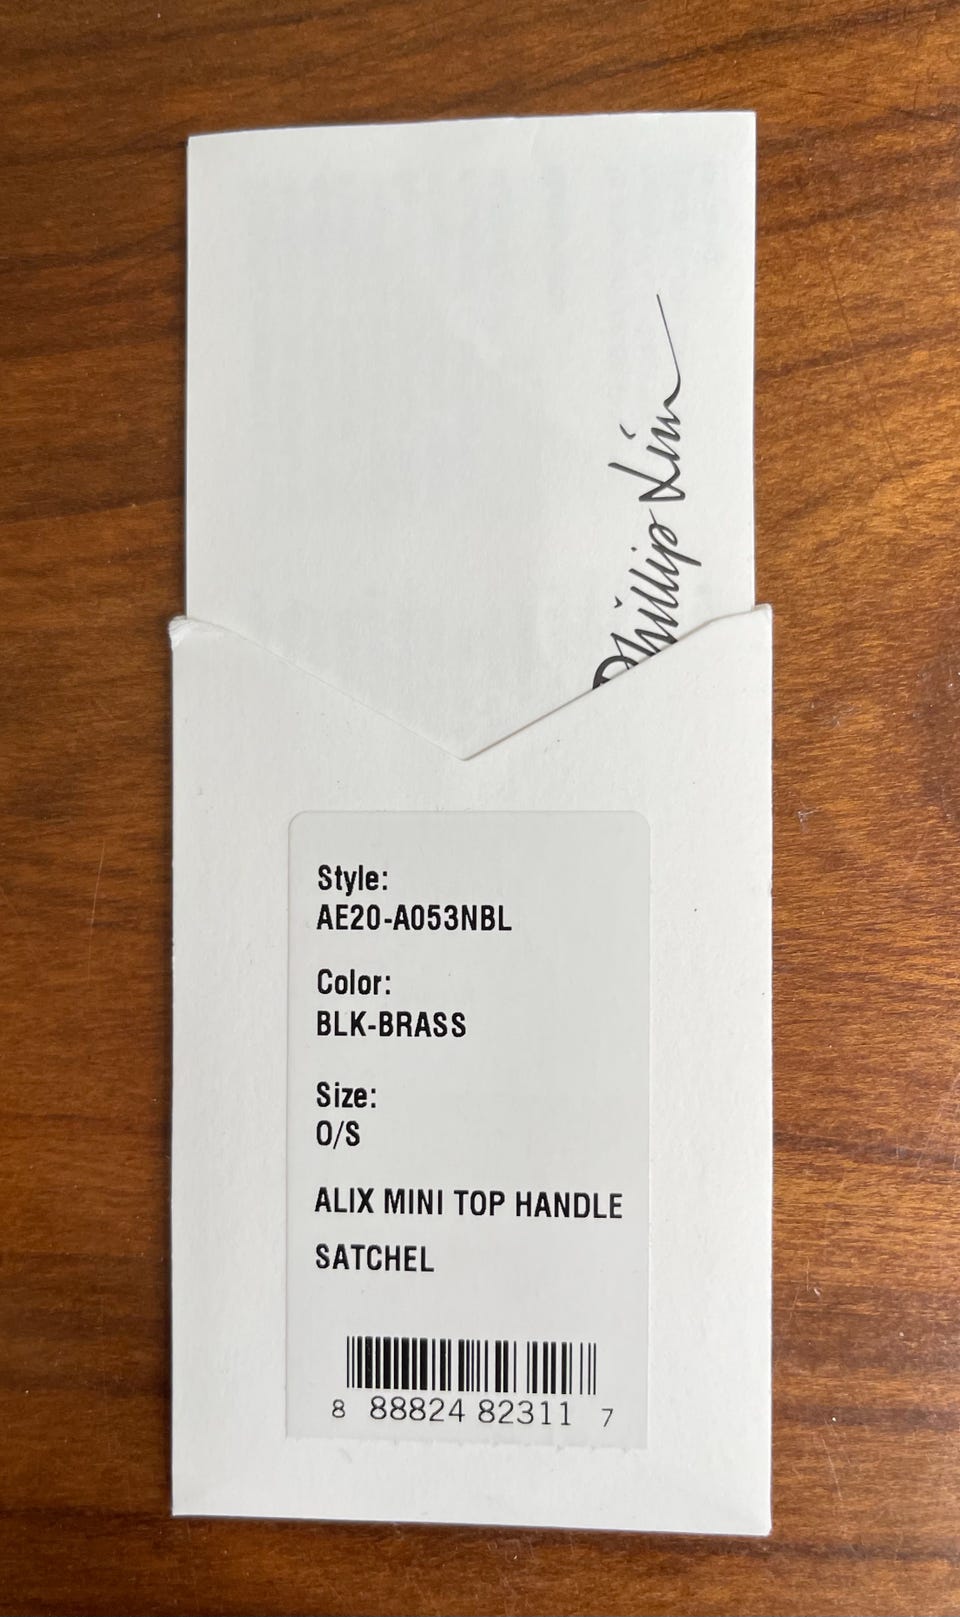 Phillip Lim
Style:
AE20-A053NBL
Color:
BLK-BRASS
Size:
O/S
ALIX MINI TOP HANDLE
SATCHEL
8 88824 82311 7